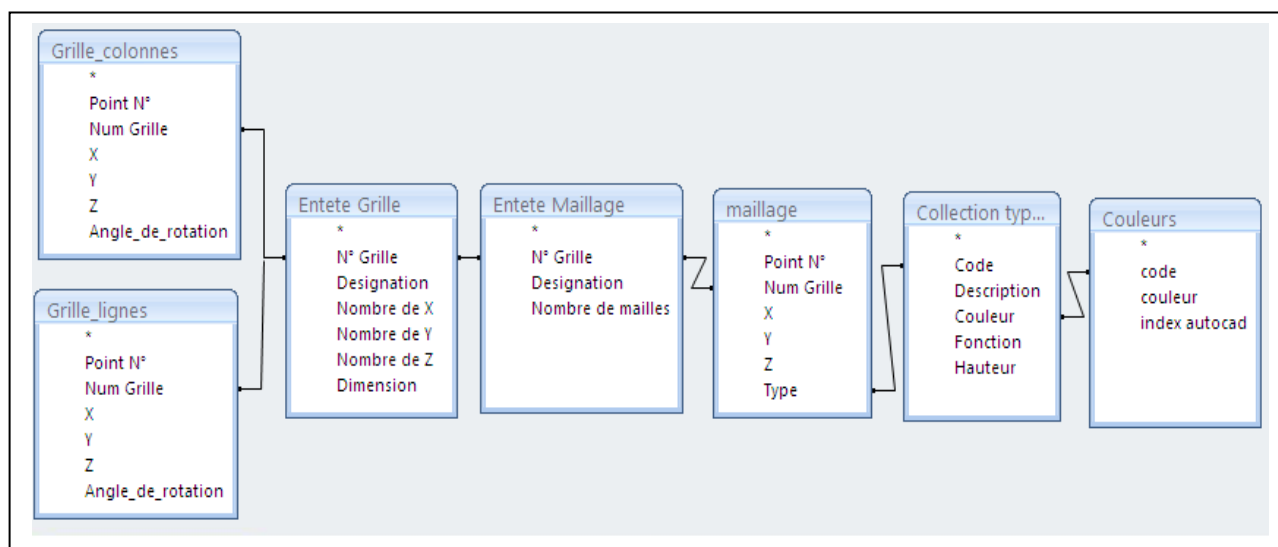 Grille_colonnes
*
Point N°
Num Grille
X
Y
Z
Angle_de_rotation
Grille_lignes
*
Point N°
Num Grille
X
Y
Z
Angle_de_rotation
Entete Grille
*
N° Grille
Designation
Nombre de X
Nombre de Y
Nombre de Z
Dimension
Entete Maillage
*
N° Grille
Designation
Nombre de mailles
maillage
*
Point N°
Num Grille
X
Y
Z
Type
Collection typ...
*
Code
Description
Couleur
Fonction
Hauteur
Couleurs
*
code
couleur
index autocad